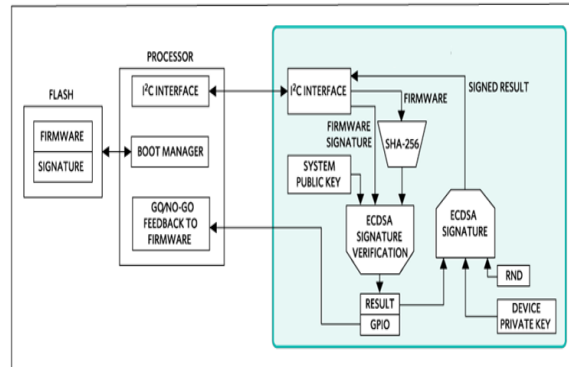 PROCESSOR
I²C INTERFACE
FLASH
FIRMWARE
SIGNATURE
BOOT MANAGER
GO/NO-GO
FEEDBACK TO
FIRMWARE
I²C INTERFACE
FIRMWARE
SIGNED RESULT
FIRMWARE
SIGNATURE
SHA-256
SYSTEM
PUBLIC KEY
ECDSA
SIGNATURE
VERIFICATION
ECDSA
SIGNATURE
RND
RESULT
GPIO
DEVICE
PRIVATE KEY